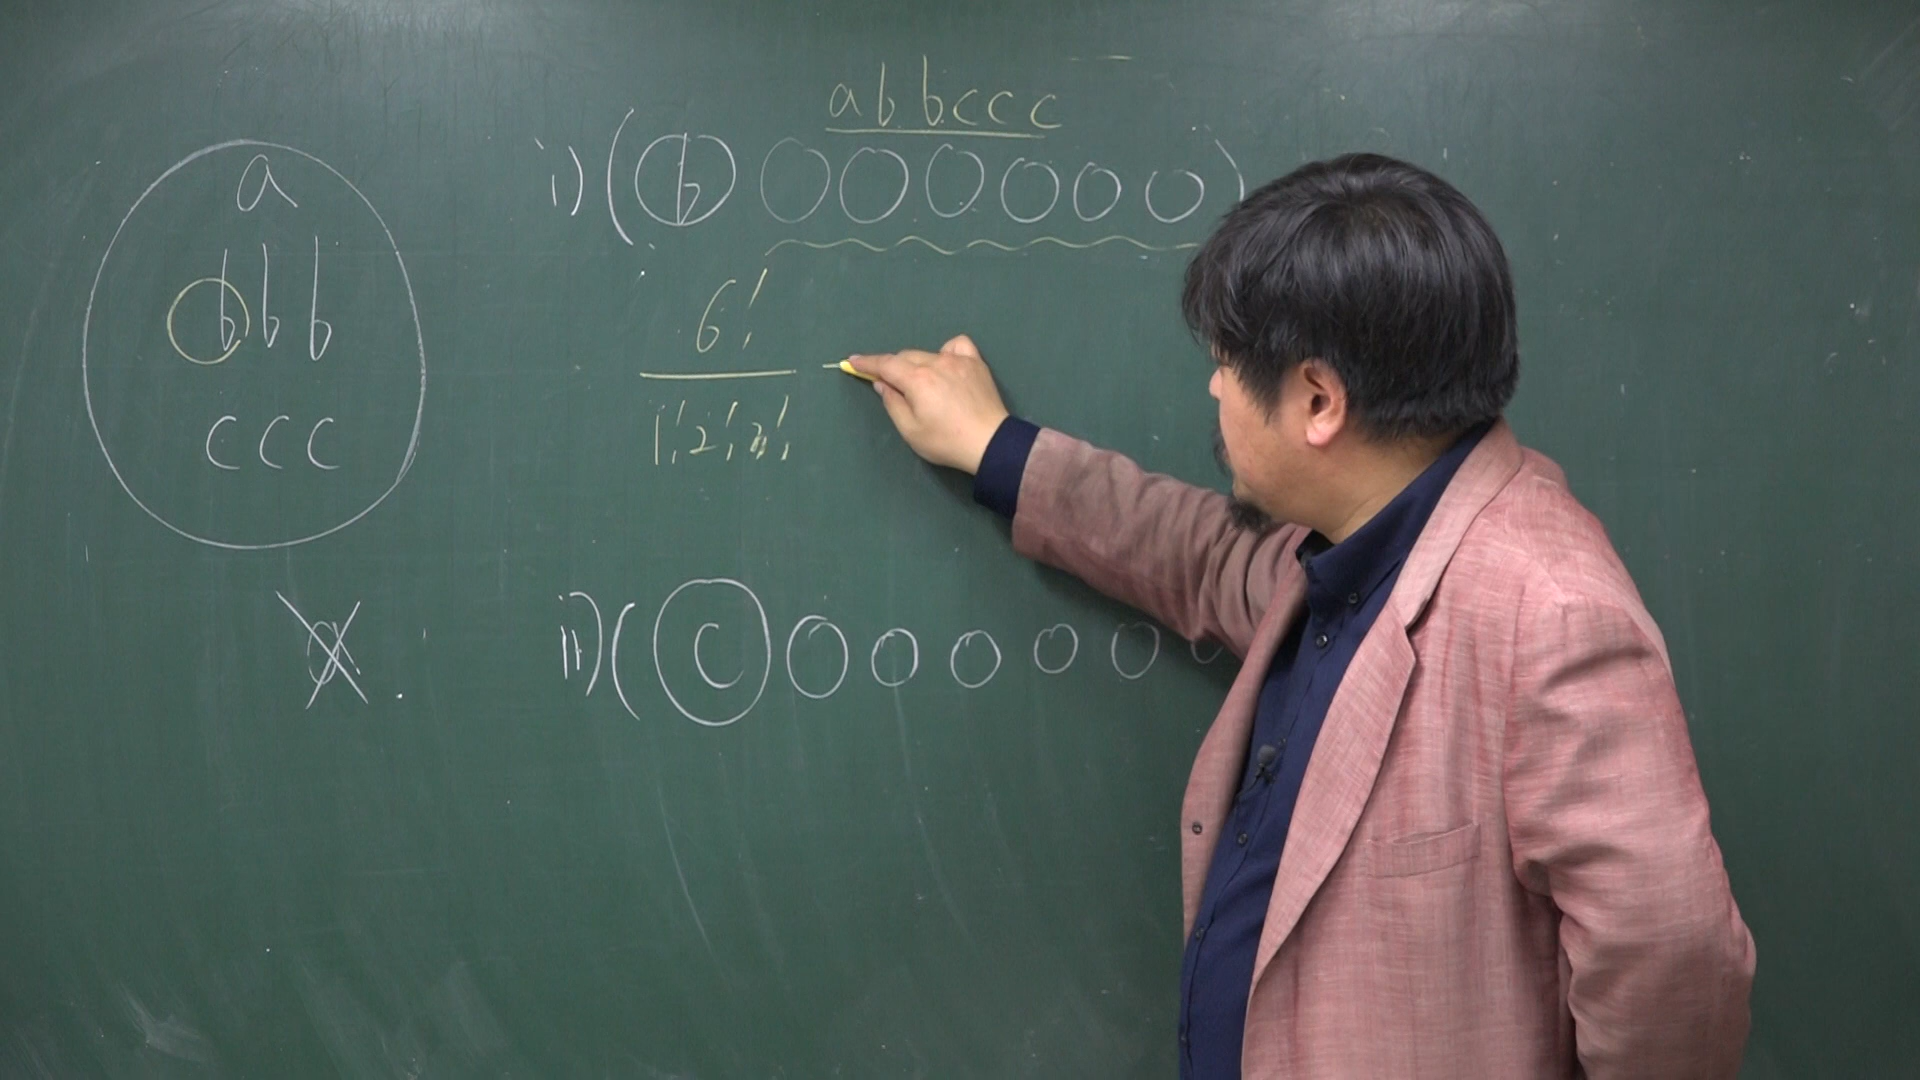 a
bbb
ccc
a
abbccc
i) (b○○○○○○)
6!
1!2!3!
ii) (c○○○○○○